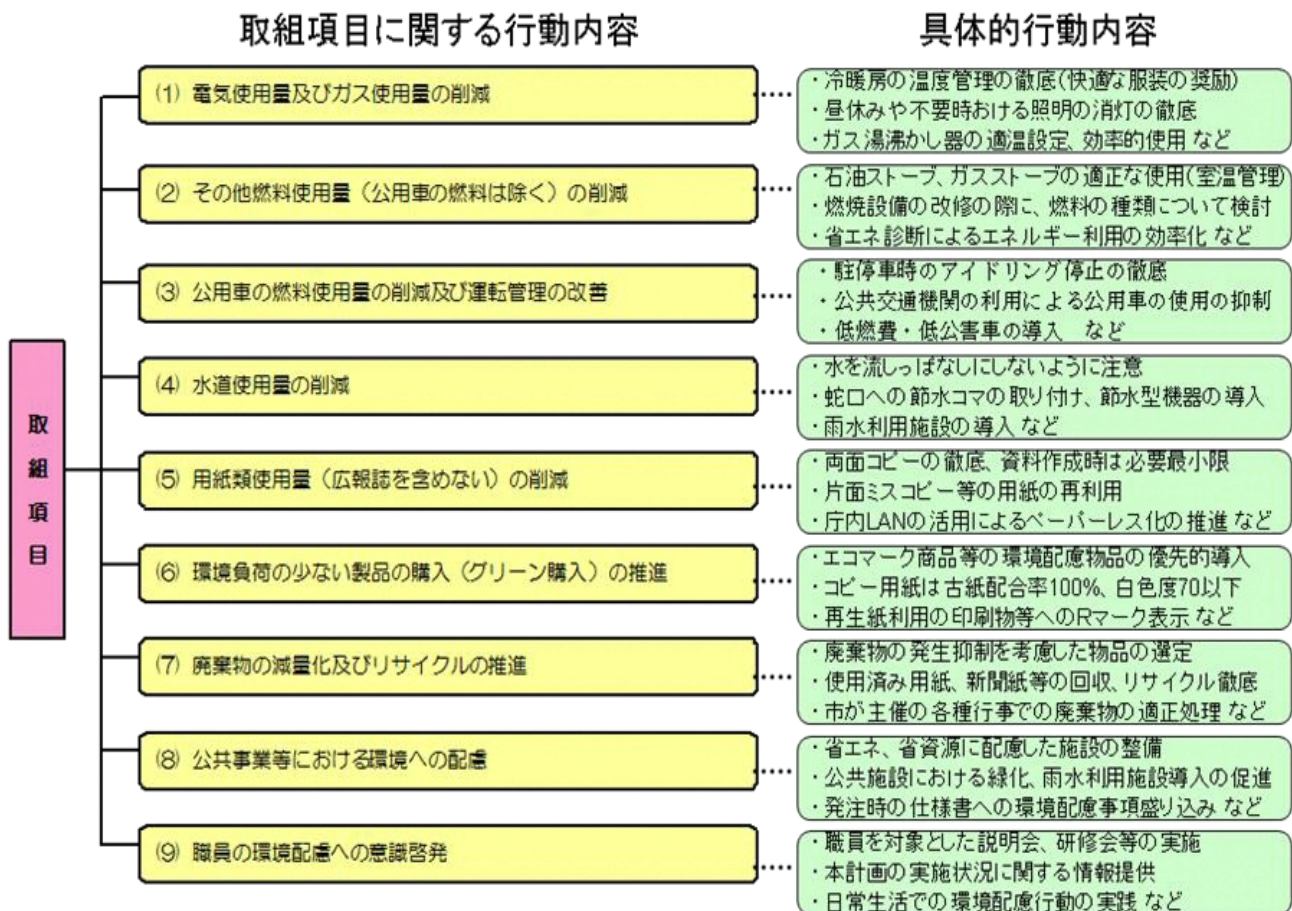 取組項目に関する行動内容
具体的行動内容
取組項目
(1) 電気使用量及びガス使用量の削減
・冷暖房の温度管理の徹底(快適な服装の奨励)
・昼休みや不要時おける照明の消灯の徹底
・ガス湯沸かし器の適温設定、効率的使用 など
(2) その他燃料使用量（公用車の燃料は除く）の削減
・石油ストーブ、ガスストーブの適正な使用(室温管理)
・燃焼設備の改修の際に、燃料の種類について検討
・省エネ診断によるエネルギー利用の効率化 など
(3) 公用車の燃料使用量の削減及び運転管理の改善
・駐停車時のアイドリング停止の徹底
・公共交通機関の利用による公用車の使用の抑制
・低燃費・低公害車の導入　など
(4) 水道使用量の削減
・水を流しっぱなしにしないように注意
・蛇口への節水コマの取り付け、節水型機器の導入
・雨水利用施設の導入 など
(5) 用紙類使用量（広報誌を含めない）の削減
・両面コピーの徹底、資料作成時は必要最小限
・片面ミスコピー等の用紙の再利用
・庁内LANの活用によるペーパーレス化の推進 など
(6) 環境負荷の少ない製品の購入（グリーン購入）の推進
・エコマーク商品等の環境配慮物品の優先的導入
・コピー用紙は古紙配合率100%、白色度70以下
・再生紙利用の印刷物等へのRマーク表示 など
(7) 廃棄物の減量化及びリサイクルの推進
・廃棄物の発生抑制を考慮した物品の選定
・使用済み用紙、新聞紙等の回収、リサイクル徹底
・市が主催の各種行事での廃棄物の適正処理 など
(8) 公共事業等における環境への配慮
・省エネ、省資源に配慮した施設の整備
・公共施設における緑化、雨水利用施設導入の促進
・発注時の仕様書への環境配慮事項盛り込み など
(9) 職員の環境配慮への意識啓発
・職員を対象とした説明会、研修会等の実施
・本計画の実施状況に関する情報提供
・日常生活での環境配慮行動の実践 など